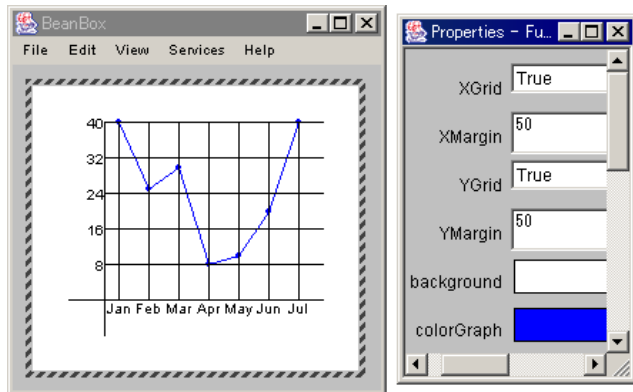 BeanBox
File Edit View Services Help
40
32
24
16
8
Jan Feb Mar Apr May Jun Jul
Properties - Fu...
XGrid True
XMargin 50
YGrid True
YMargin 50
background
colorGraph